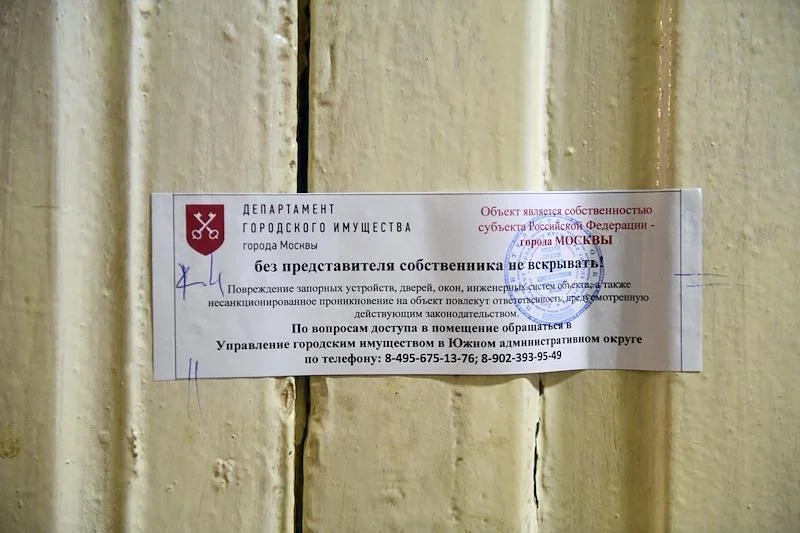 ДЕПАРТАМЕНТ
ГОРОДСКОГО ИМУЩЕСТВА
города Москвы
Объект является собственностью
субъекта Российской Федерации -
города МОСКВЫ
без представителя собственника не вскрывать!
Повреждение запорных устройств, дверей, окон, инженерных систем объекта, а также
несанкционированное проникновение на объект повлекут ответственность, предусмотренную
действующим законодательством.
По вопросам доступа в помещение обращаться в
Управление городским имуществом в Южном административном округе
по телефону: 8-495-675-13-76; 8-902-393-95-49